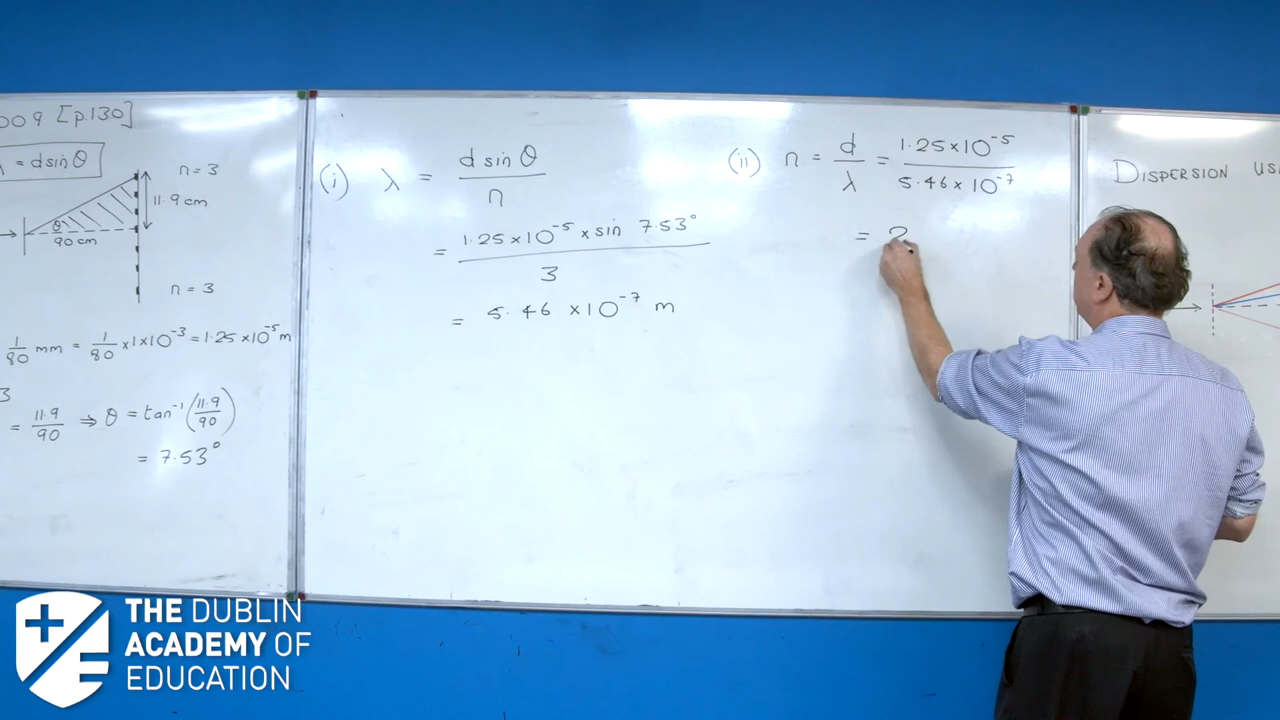 009 [p.130]
λ = d sin θ
n = 3
11.9 cm
θ
90 cm
n = 3
1/80 mm = 1/80 × 1×10⁻³ = 1.25 ×10⁻⁵ m
3
= 11.9/90 ⇒ θ = tan⁻¹ (11.9/90)
= 7.53°
(i) λ = d sin θ / n
= 1.25×10⁻⁵ × sin 7.53° / 3
= 5.46 ×10⁻⁷ m
(ii) n = d/λ = 1.25×10⁻⁵ / 5.46×10⁻⁷
= 2
DISPERSION US
THE DUBLIN
ACADEMY OF
EDUCATION